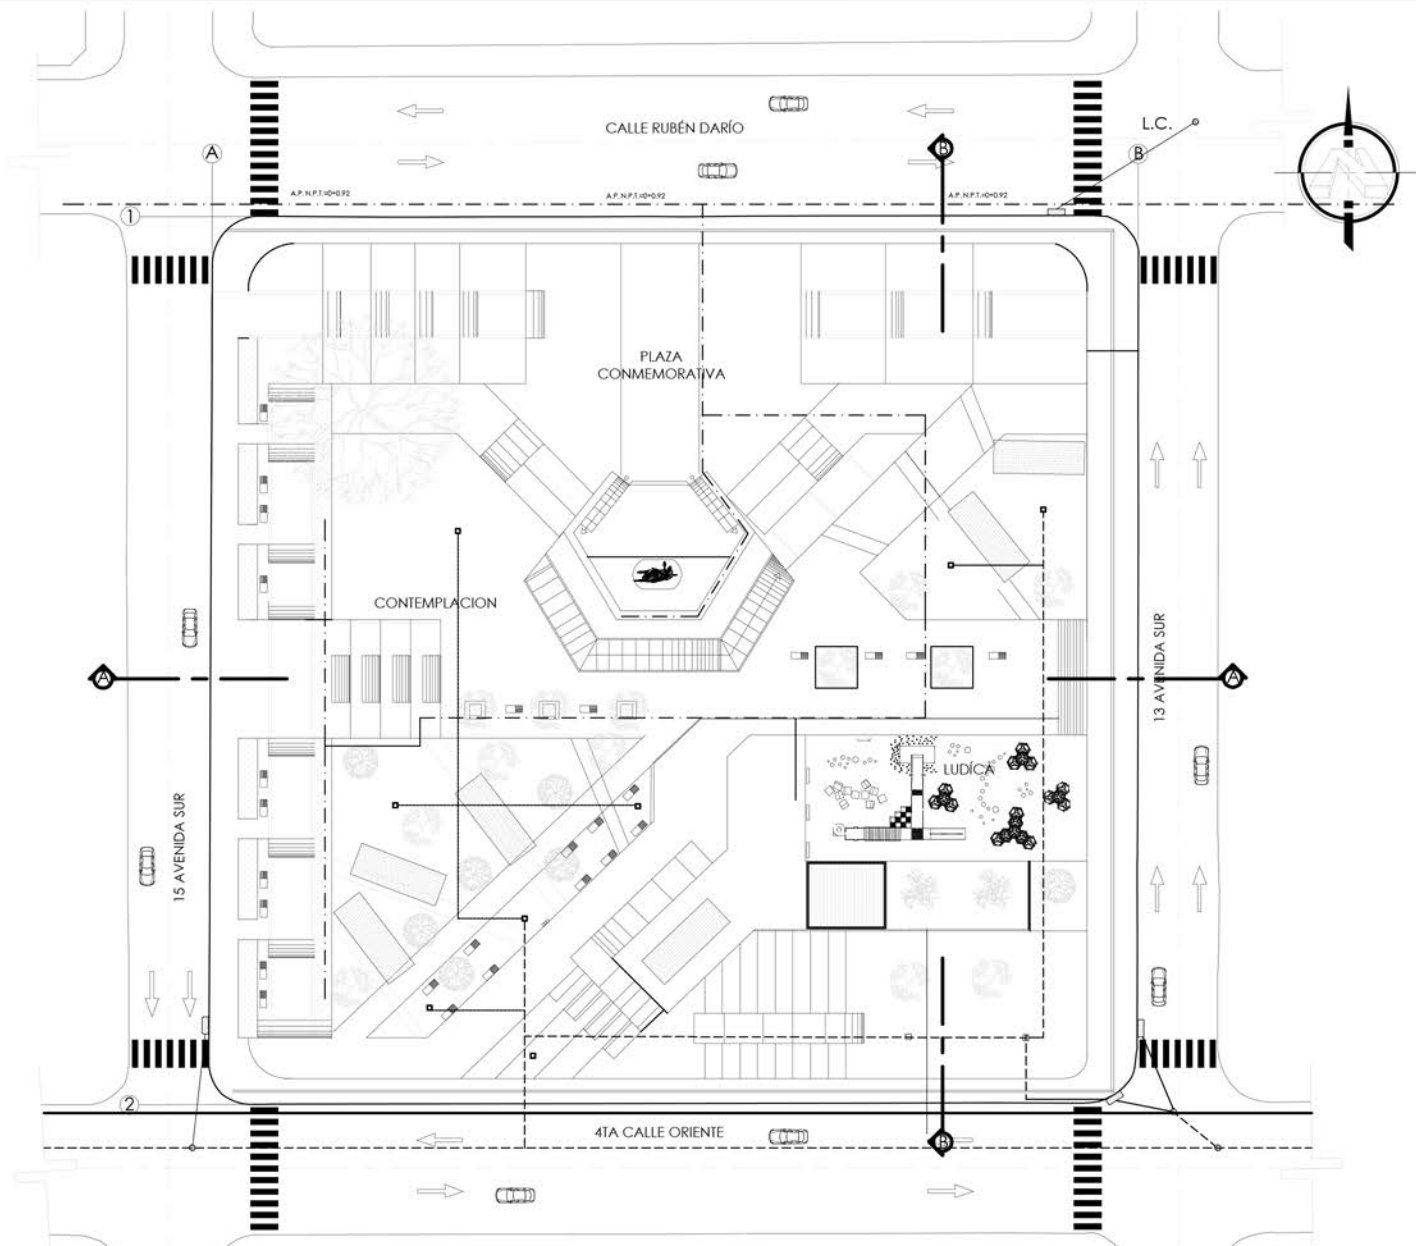 CALLE RUBÉN DARÍO
L.C.
A
B
B
A.P. N.P.T.=0+0.92
A.P. N.P.T.=0+0.92
A.P. N.P.T.=0+0.92
1
N
PLAZA
CONMEMORATIVA
CONTEMPLACION
A
A
13 AVENIDA SUR
LUDÍCA
15 AVENIDA SUR
2
4TA CALLE ORIENTE
B